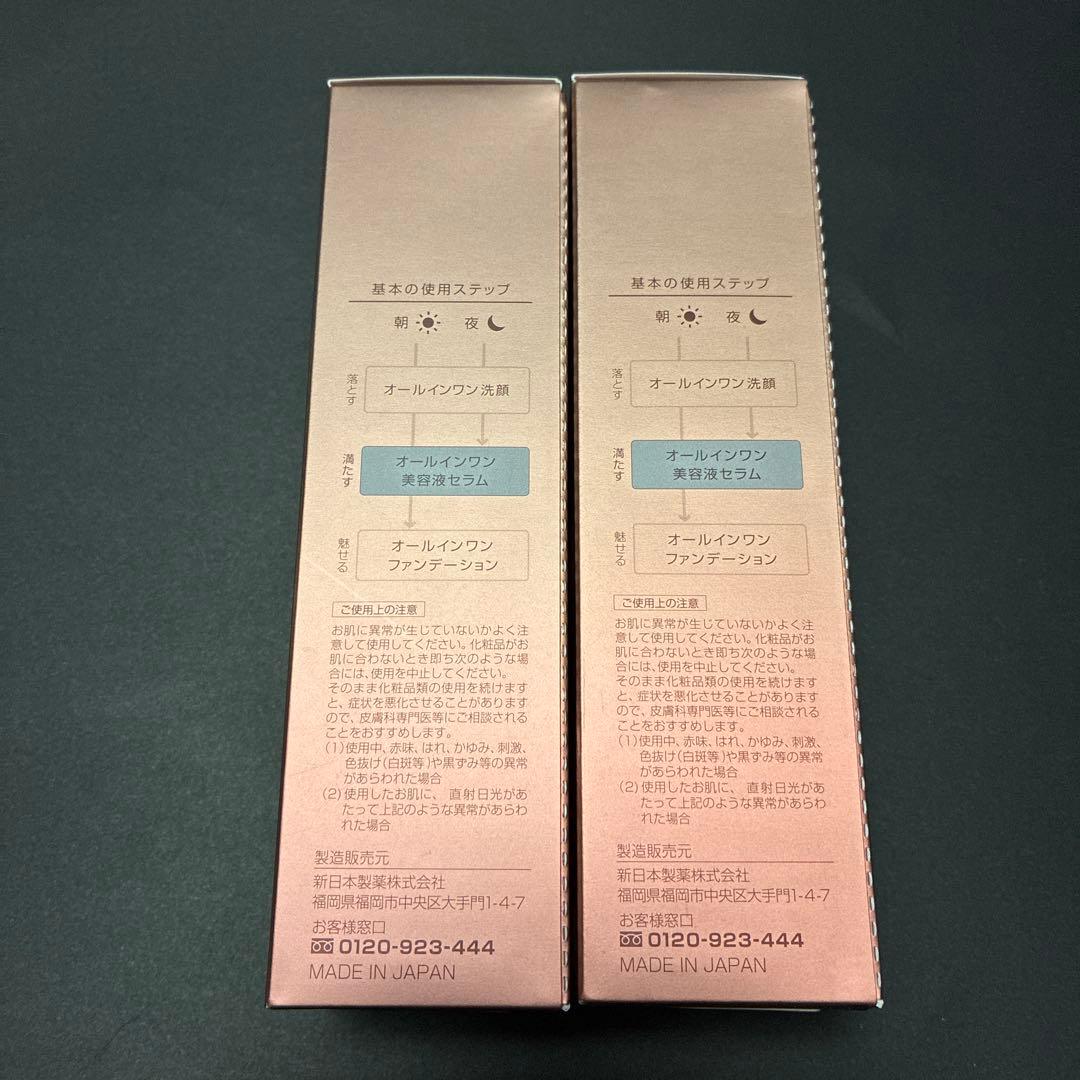 基本の使用ステップ
朝 夜
落とす
オールインワン洗顔
満たす
オールインワン
美容液セラム
魅せる
オールインワン
ファンデーション
ご使用上の注意
お肌に異常が生じていないかよく注
意して使用してください。化粧品がお
肌に合わないとき即ち次のような場
合には、使用を中止してください。
そのまま化粧品類の使用を続けます
と、症状を悪化させることがあります
ので、皮膚科専門医等にご相談される
ことをおすすめします。
(1)使用中、赤味、はれ、かゆみ、刺激、
色抜け(白斑等)や黒ずみ等の異常
があらわれた場合
(2)使用したお肌に、直射日光があ
たって上記のような異常があらわ
れた場合
製造販売元
新日本製薬株式会社
福岡県福岡市中央区大手門1-4-7
お客様窓口
0120-923-444
MADE IN JAPAN
基本の使用ステップ
朝 夜
落とす
オールインワン洗顔
満たす
オールインワン
美容液セラム
魅せる
オールインワン
ファンデーション
ご使用上の注意
お肌に異常が生じていないかよく注
意して使用してください。化粧品がお
肌に合わないとき即ち次のような場
合には、使用を中止してください。
そのまま化粧品類の使用を続けます
と、症状を悪化させることがあります
ので、皮膚科専門医等にご相談される
ことをおすすめします。
(1)使用中、赤味、はれ、かゆみ、刺激、
色抜け(白斑等)や黒ずみ等の異常
があらわれた場合
(2)使用したお肌に、直射日光があ
たって上記のような異常があらわ
れた場合
製造販売元
新日本製薬株式会社
福岡県福岡市中央区大手門1-4-7
お客様窓口
0120-923-444
MADE IN JAPAN